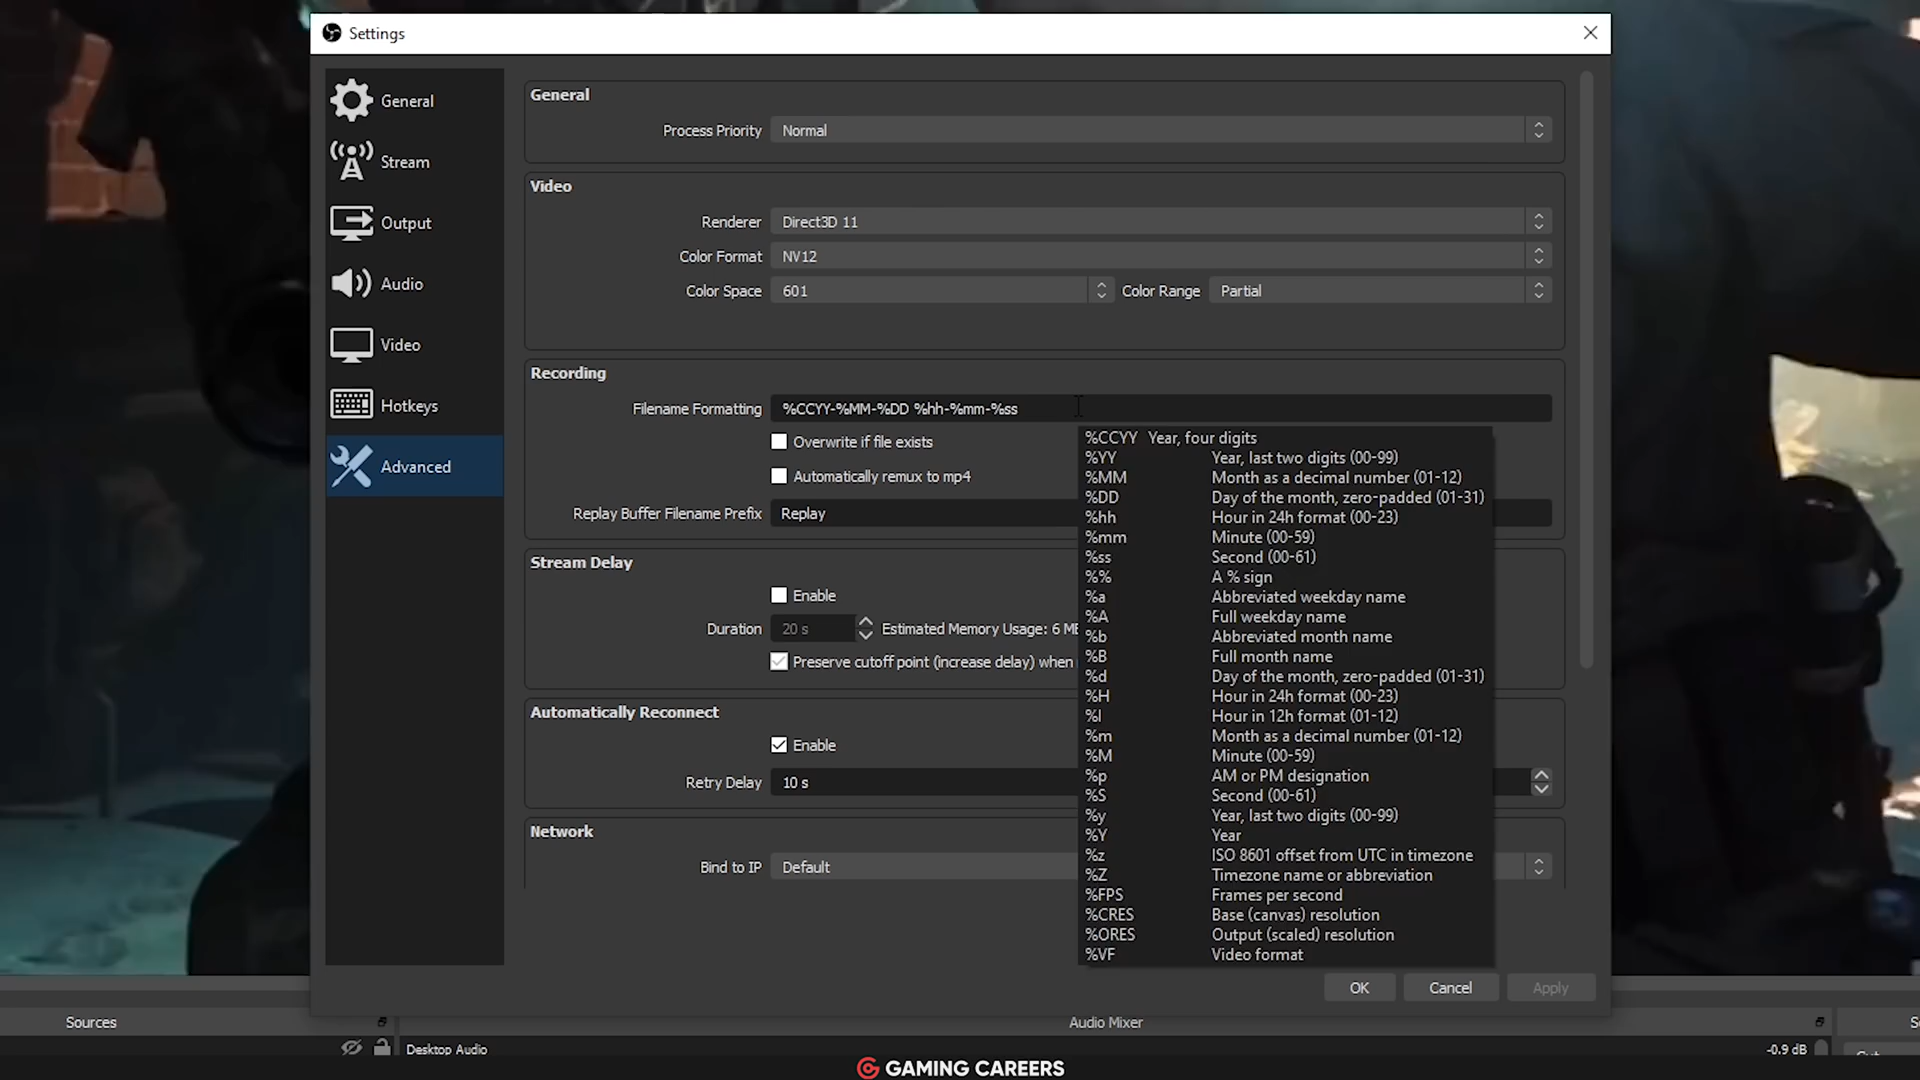 Settings
General
Stream
Output
Audio
Video
Hotkeys
Advanced
General
Process Priority Normal
Video
Renderer Direct3D 11
Color Format NV12
Color Space 601 Color Range Partial
Recording
Filename Formatting %CCYY-%MM-%DD %hh-%mm-%ss
Overwrite if file exists
Automatically remux to mp4
Replay Buffer Filename Prefix Replay
Stream Delay
Enable
Duration 20 s Estimated Memory Usage: 6 M
Preserve cutoff point (increase delay) when
Automatically Reconnect
Enable
Retry Delay 10 s
Network
Bind to IP Default
%CCYY Year, four digits
%YY Year, last two digits (00-99)
%MM Month as a decimal number (01-12)
%DD Day of the month, zero-padded (01-31)
%hh Hour in 24h format (00-23)
%mm Minute (00-59)
%ss Second (00-61)
%% A % sign
%a Abbreviated weekday name
%A Full weekday name
%b Abbreviated month name
%B Full month name
%d Day of the month, zero-padded (01-31)
%H Hour in 24h format (00-23)
%I Hour in 12h format (01-12)
%m Month as a decimal number (01-12)
%M Minute (00-59)
%p AM or PM designation
%S Second (00-61)
%y Year, last two digits (00-99)
%Y Year
%z ISO 8601 offset from UTC in timezone
%Z Timezone name or abbreviation
%FPS Frames per second
%CRES Base (canvas) resolution
%ORES Output (scaled) resolution
%VF Video format
OK Cancel Apply
Sources Audio Mixer
Desktop Audio -0.9 dB
GAMING CAREERS